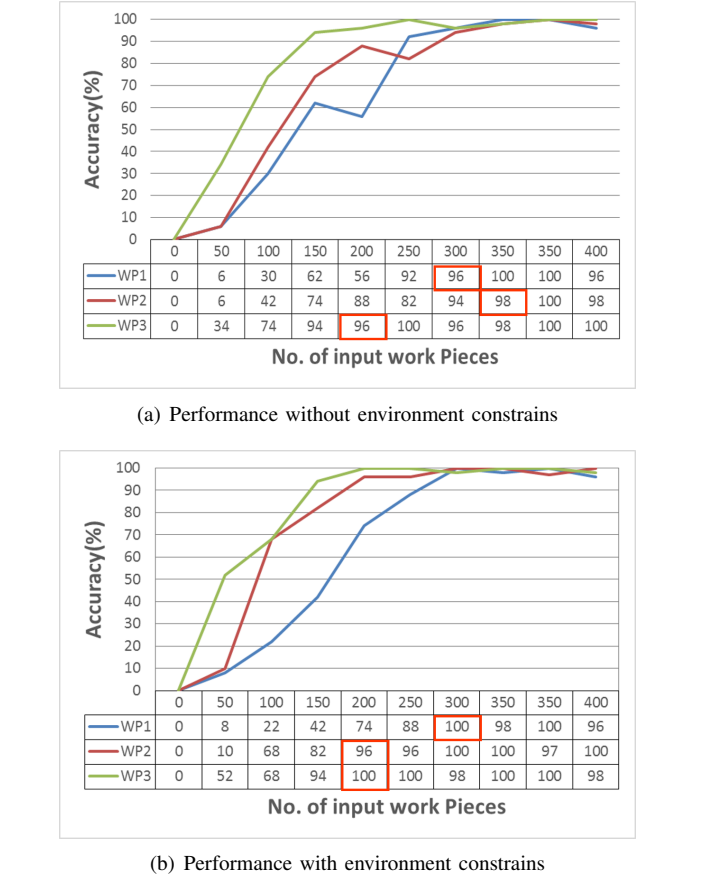 100
90
80
70
60
50
40
30
20
10
0
Accuracy(%)
0 50 100 150 200 250 300 350 350 400
WP1 0 6 30 62 56 92 96 100 100 96
WP2 0 6 42 74 88 82 94 98 100 98
WP3 0 34 74 94 96 100 96 98 100 100
No. of input work Pieces
(a) Performance without environment constrains
100
90
80
70
60
50
40
30
20
10
0
Accuracy(%)
0 50 100 150 200 250 300 350 350 400
WP1 0 8 22 42 74 88 100 98 100 96
WP2 0 10 68 82 96 96 100 100 97 100
WP3 0 52 68 94 100 100 98 100 100 98
No. of input work Pieces
(b) Performance with environment constrains